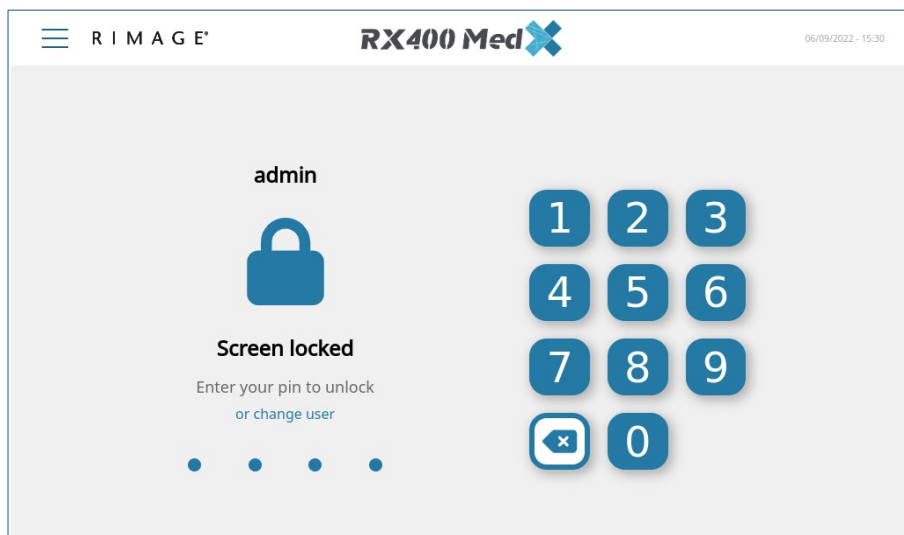 RIMAGE®
RX400 MedX
06/09/2022 - 15:30
admin
Screen locked
Enter your pin to unlock
or change user
1 2 3
4 5 6
7 8 9
0